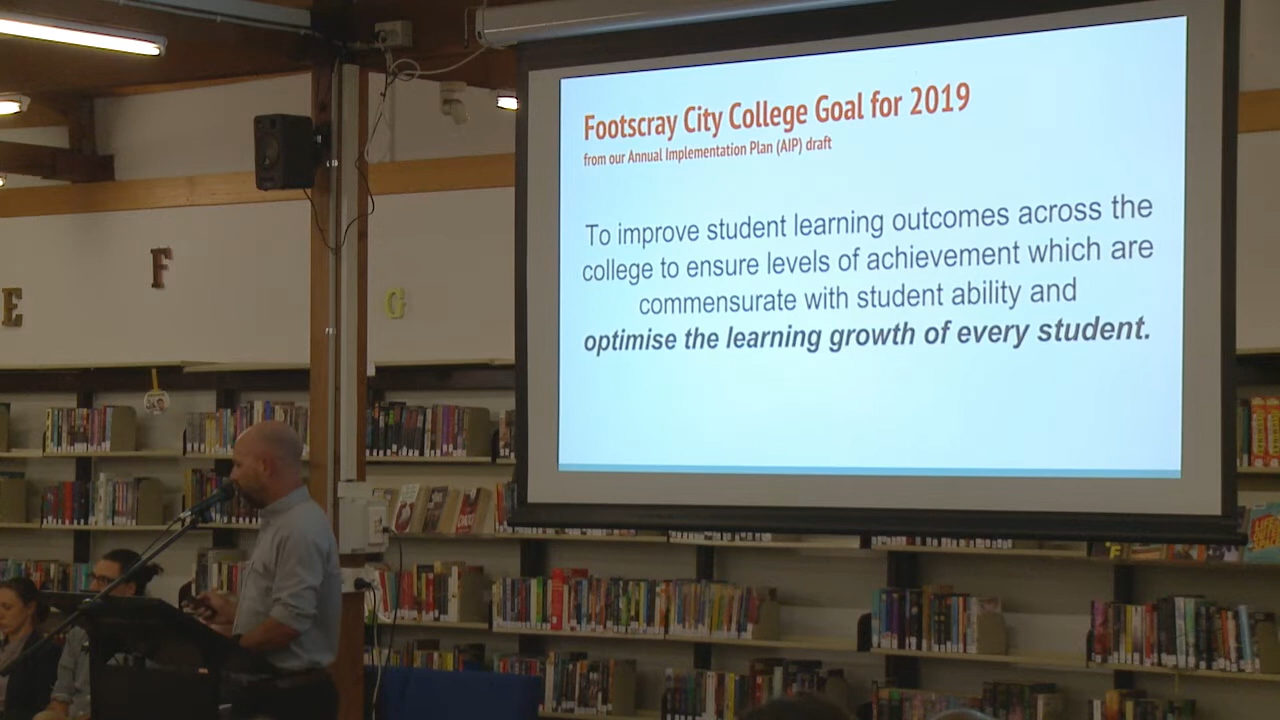 Footscray City College Goal for 2019
from our Annual Implementation Plan (AIP) draft
To improve student learning outcomes across the
college to ensure levels of achievement which are
commensurate with student ability and
optimise the learning growth of every student.
E
F
G